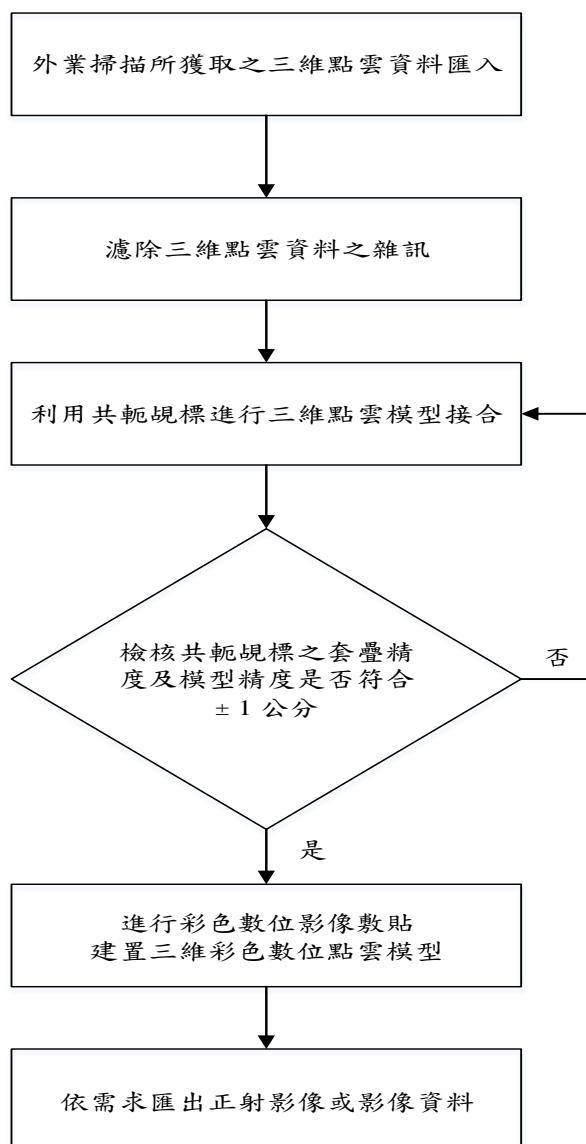 外業掃描所獲取之三維點雲資料匯入
濾除三維點雲資料之雜訊
利用共軛覘標進行三維點雲模型接合
檢核共軛覘標之套疊精
度及模型精度是否符合
± 1 公分
否
是
進行彩色數位影像敷貼
建置三維彩色數位點雲模型
依需求匯出正射影像或影像資料